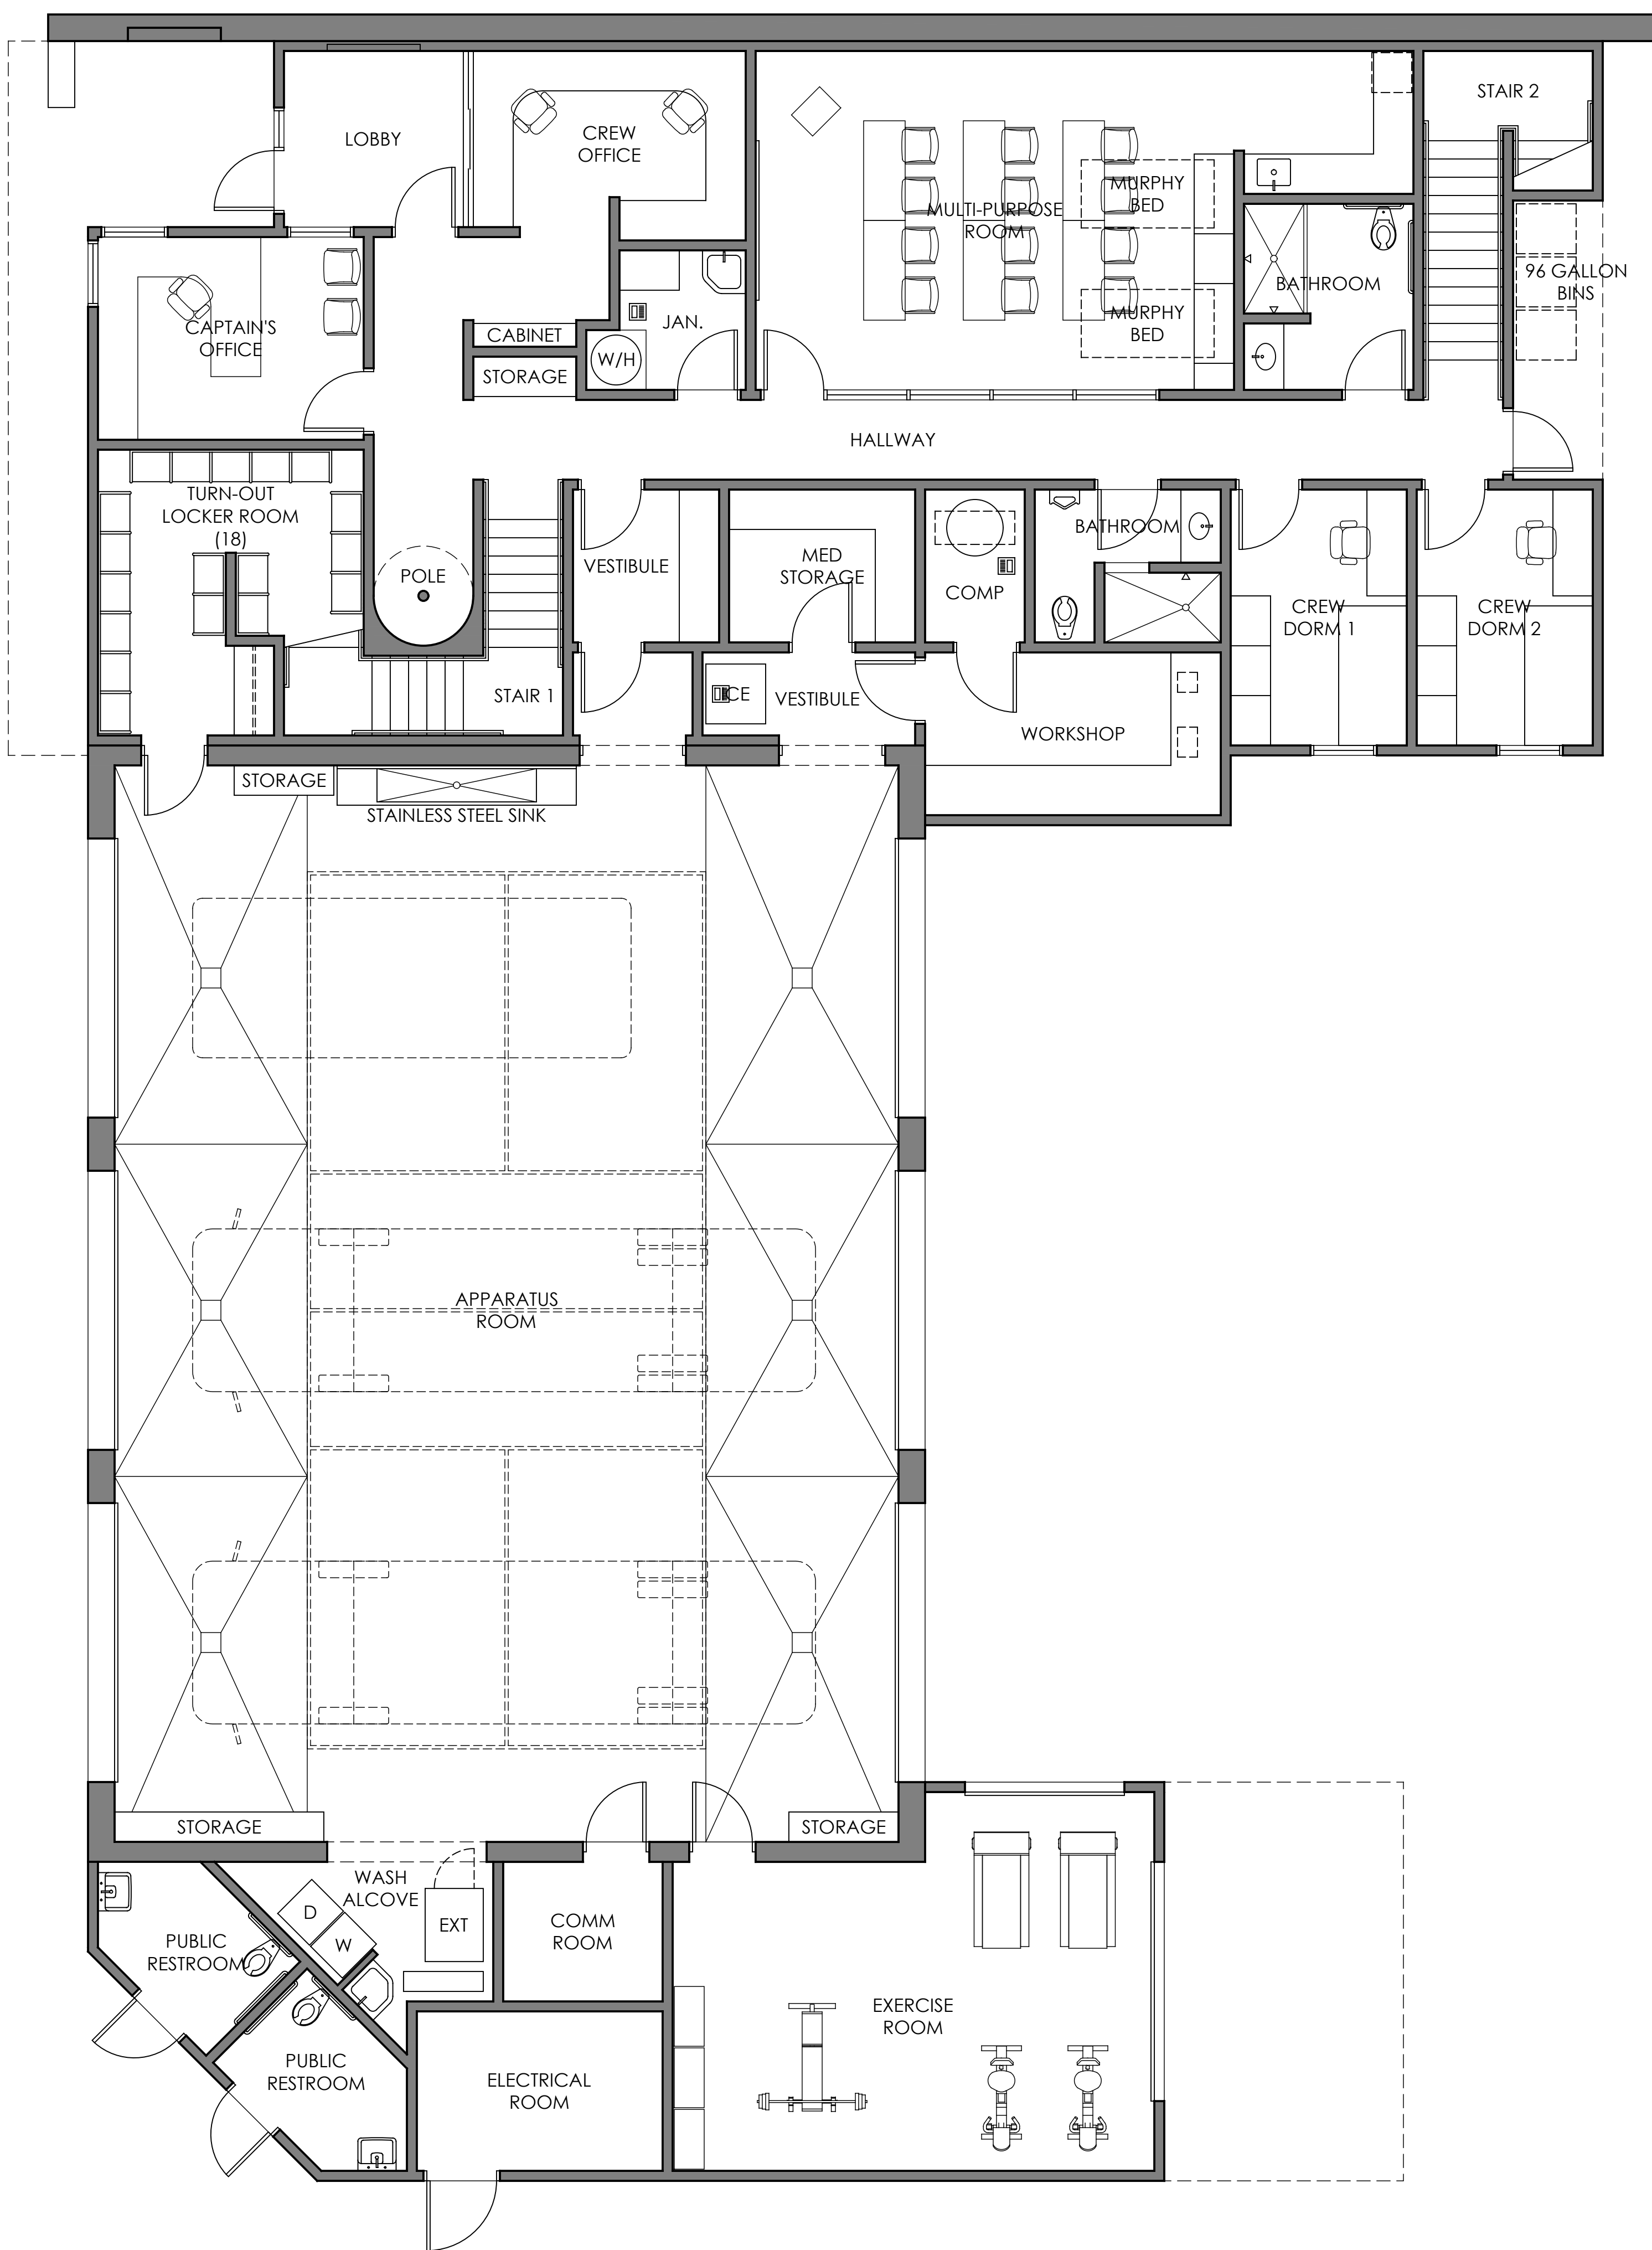 STAIR 2
LOBBY
CREW
OFFICE
MURPHY
BED
MULTI-PURPOSE
ROOM
96 GALLON
BINS
BATHROOM
CAPTAIN'S
OFFICE
CABINET
JAN.
MURPHY
BED
W/H
STORAGE
HALLWAY
TURN-OUT
LOCKER ROOM
(18)
BATHROOM
VESTIBULE
MED
STORAGE
POLE
COMP
CREW
DORM 1
CREW
DORM 2
STAIR 1
CE
VESTIBULE
WORKSHOP
STORAGE
STAINLESS STEEL SINK
APPARATUS
ROOM
STORAGE
STORAGE
WASH
ALCOVE
D
W
EXT
COMM
ROOM
PUBLIC
RESTROOM
EXERCISE
ROOM
PUBLIC
RESTROOM
ELECTRICAL
ROOM